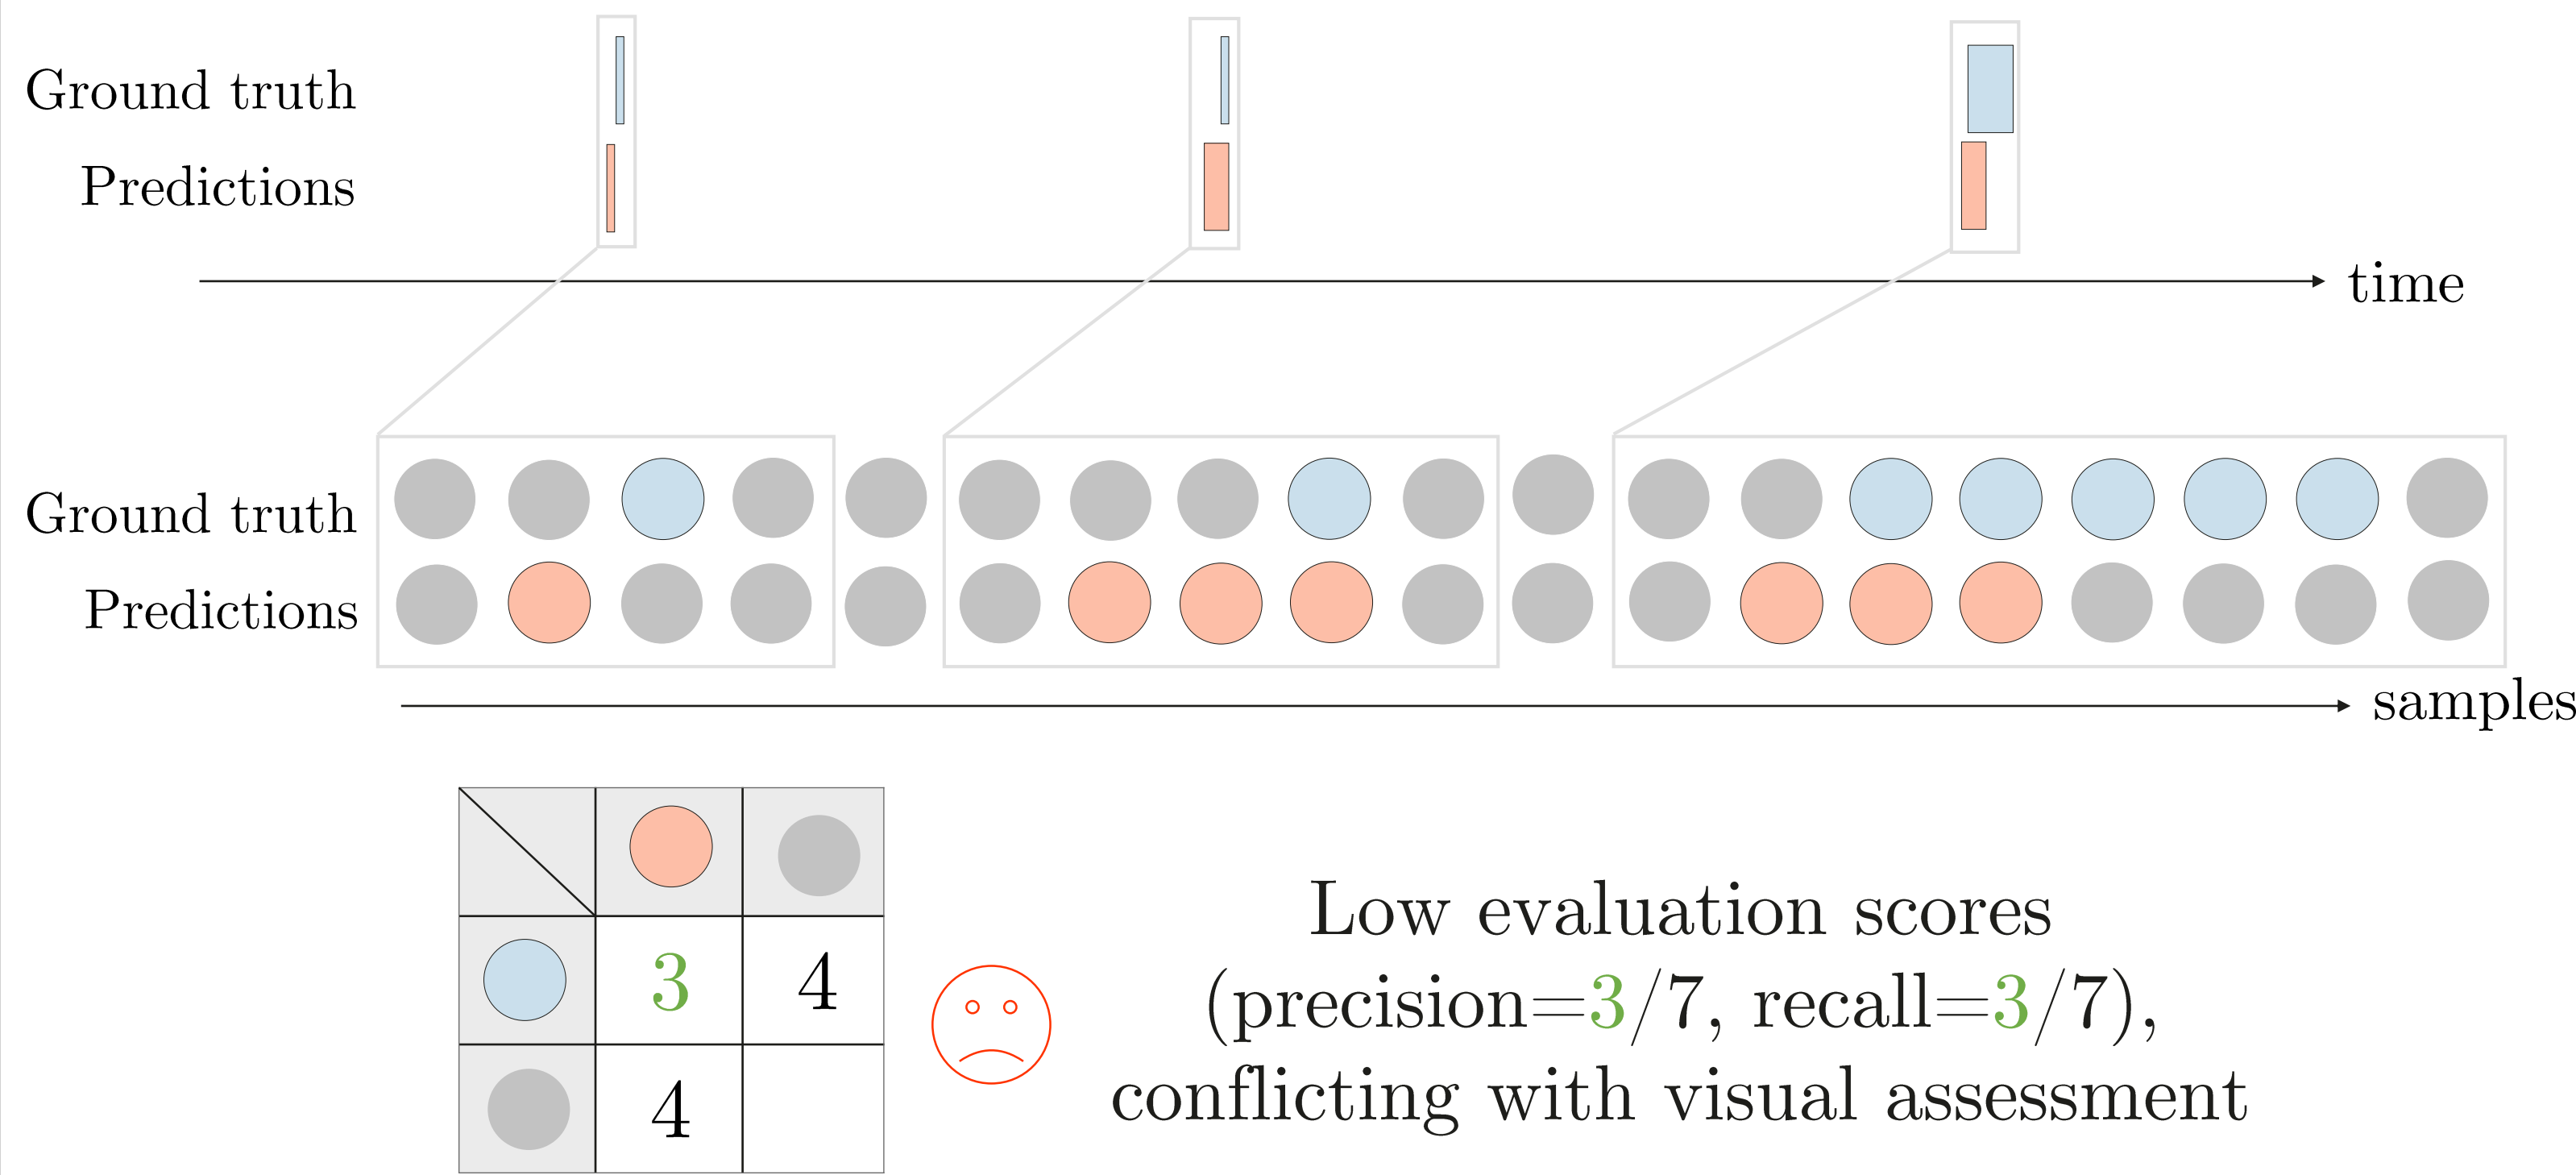 Ground truth
Predictions
time
Ground truth
Predictions
samples
3 4
4
Low evaluation scores
(precision=3/7, recall=3/7),
conflicting with visual assessment